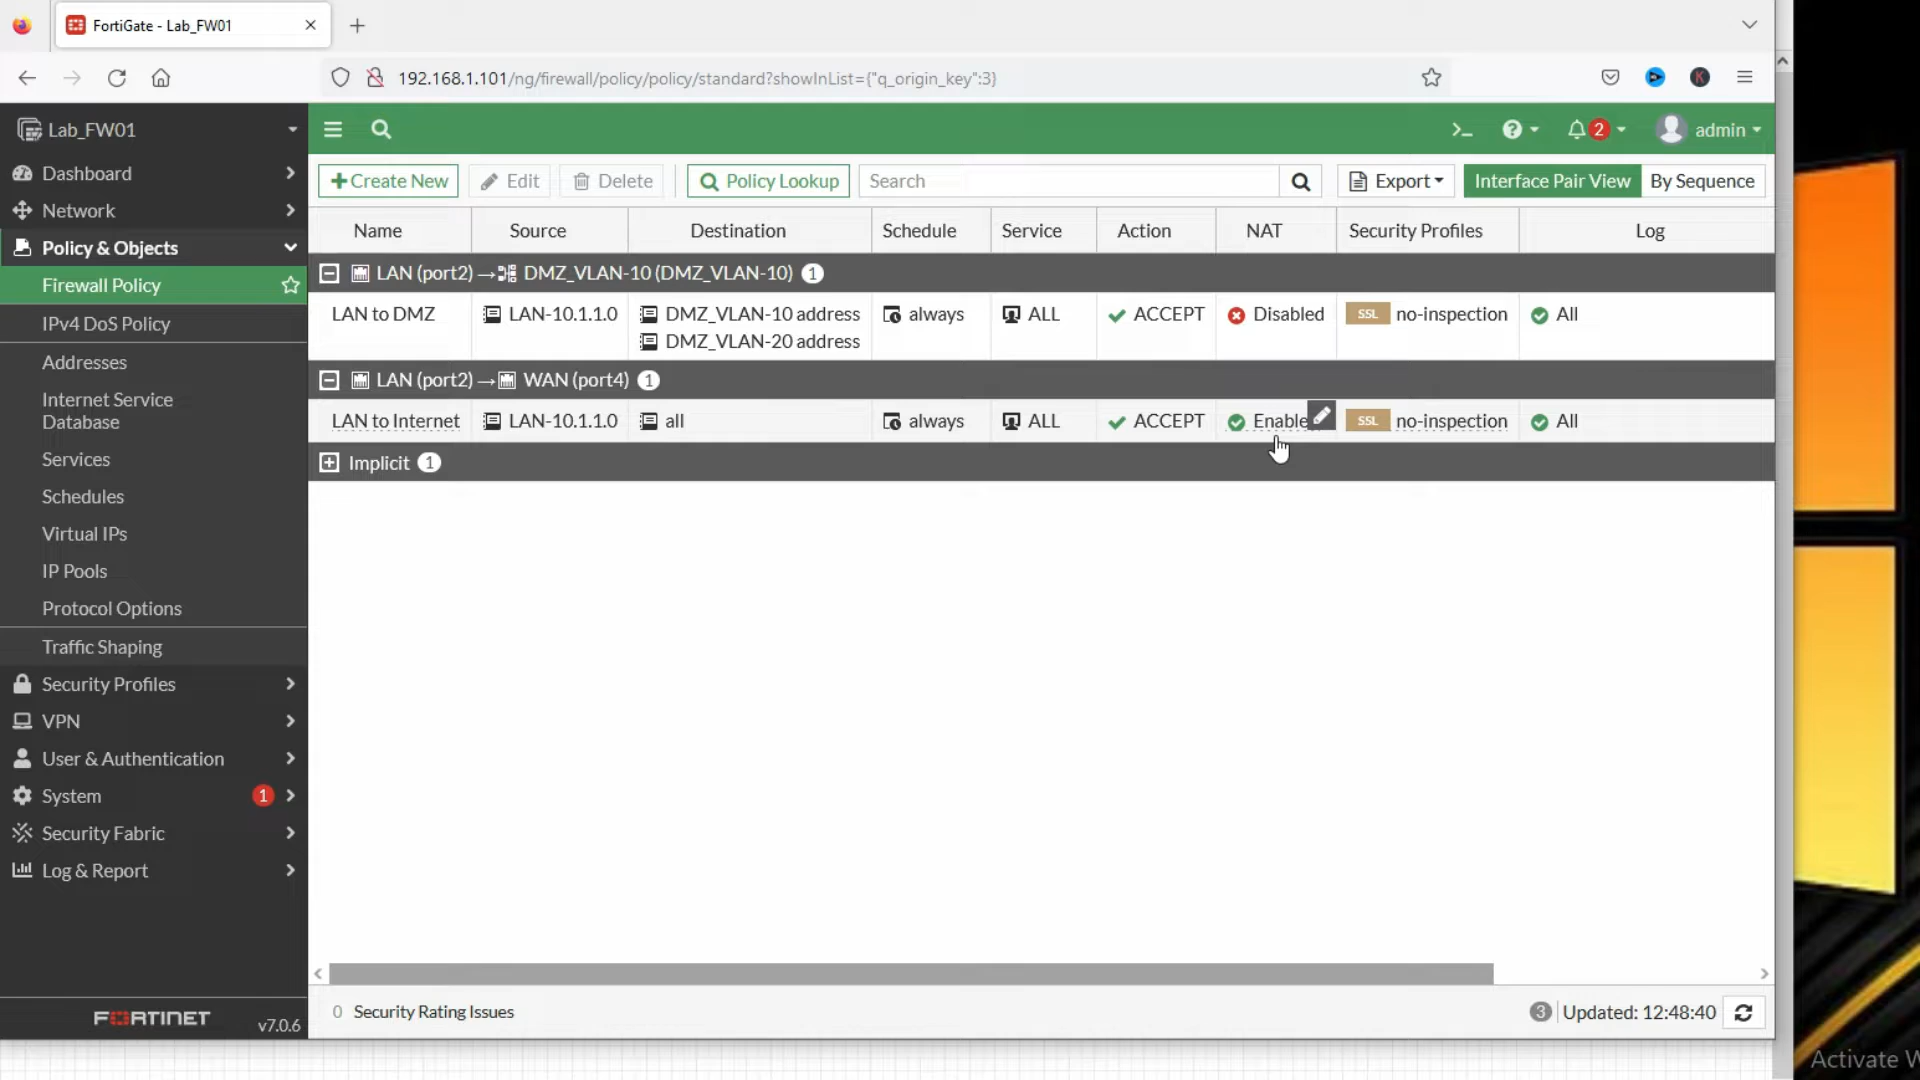 FortiGate - Lab_FW01
192.168.1.101/ng/firewall/policy/policy/standard?showInList={"q_origin_key":3}
K
Lab_FW01
2
admin
Dashboard
Network
Policy & Objects
Firewall Policy
IPv4 DoS Policy
Addresses
Internet Service
Database
Services
Schedules
Virtual IPs
IP Pools
Protocol Options
Traffic Shaping
Security Profiles
VPN
User & Authentication
System 1
Security Fabric
Log & Report
FORTINET v7.0.6
+Create New Edit Delete Policy Lookup Search Export Interface Pair View By Sequence
Name Source Destination Schedule Service Action NAT Security Profiles Log
LAN (port2) → DMZ_VLAN-10 (DMZ_VLAN-10) 1
LAN to DMZ LAN-10.1.1.0 DMZ_VLAN-10 address always ALL ACCEPT Disabled SSL no-inspection All
DMZ_VLAN-20 address
LAN (port2) → WAN (port4) 1
LAN to Internet LAN-10.1.1.0 all always ALL ACCEPT Enable SSL no-inspection All
Implicit 1
0 Security Rating Issues
3 Updated: 12:48:40
Activate W